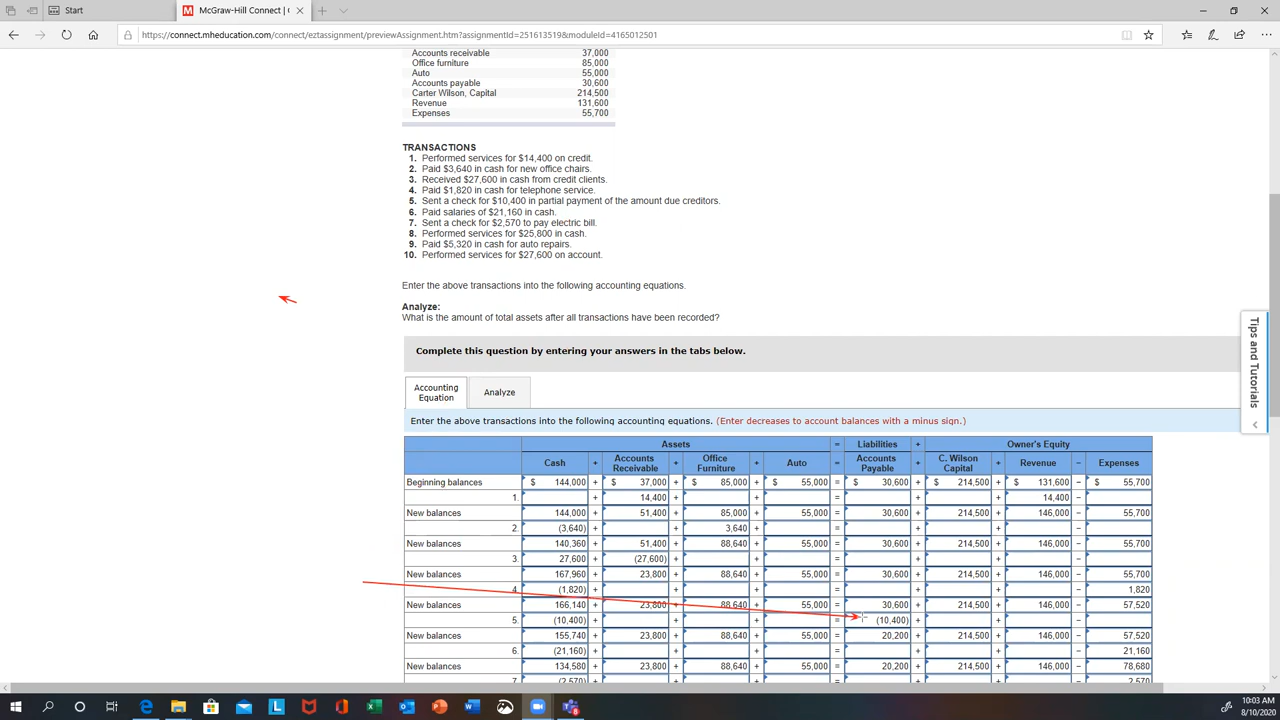 Start
McGraw-Hill Connect | C
https://connect.mheducation.com/connect/eztassignment/previewAssignment.htm?assignmentId=251613519&moduleId=4165012501
Accounts receivable 37,000
Office furniture 85,000
Auto 55,000
Accounts payable 30,600
Carter Wilson, Capital 214,500
Revenue 131,600
Expenses 55,700
TRANSACTIONS
1. Performed services for $14,400 on credit.
2. Paid $3,640 in cash for new office chairs.
3. Received $27,600 in cash from credit clients.
4. Paid $1,820 in cash for telephone service.
5. Sent a check for $10,400 in partial payment of the amount due creditors.
6. Paid salaries of $21,160 in cash.
7. Sent a check for $2,570 to pay electric bill.
8. Performed services for $25,800 in cash.
9. Paid $5,320 in cash for auto repairs.
10. Performed services for $27,600 on account.
Enter the above transactions into the following accounting equations.
Analyze:
What is the amount of total assets after all transactions have been recorded?
Complete this question by entering your answers in the tabs below.
Accounting
Equation
Analyze
Enter the above transactions into the following accounting equations. (Enter decreases to account balances with a minus sign.)
Assets = Liabilities + Owner's Equity
Cash + Accounts Receivable + Office Furniture + Auto = Accounts Payable + C. Wilson Capital + Revenue − Expenses
Beginning balances $ 144,000 + $ 37,000 + $ 85,000 + $ 55,000 = $ 30,600 + $ 214,500 + $ 131,600 − $ 55,700
1. + 14,400 + + = + + 14,400 −
New balances 144,000 + 51,400 + 85,000 + 55,000 = 30,600 + 214,500 + 146,000 − 55,700
2. (3,640) + + 3,640 + = + + −
New balances 140,360 + 51,400 + 88,640 + 55,000 = 30,600 + 214,500 + 146,000 − 55,700
3. 27,600 + (27,600) + + = + + −
New balances 167,960 + 23,800 + 88,640 + 55,000 = 30,600 + 214,500 + 146,000 − 55,700
4. (1,820) + + + = + + − 1,820
New balances 166,140 + 23,800 + 88,640 + 55,000 = 30,600 + 214,500 + 146,000 − 57,520
5. (10,400) + + + = (10,400) + + −
New balances 155,740 + 23,800 + 88,640 + 55,000 = 20,200 + 214,500 + 146,000 − 57,520
6. (21,160) + + + = + + − 21,160
New balances 134,580 + 23,800 + 88,640 + 55,000 = 20,200 + 214,500 + 146,000 − 78,680
7. (2,570) + + + = + + − 2,570
Tips and Tutorials
10:03 AM
8/10/2020